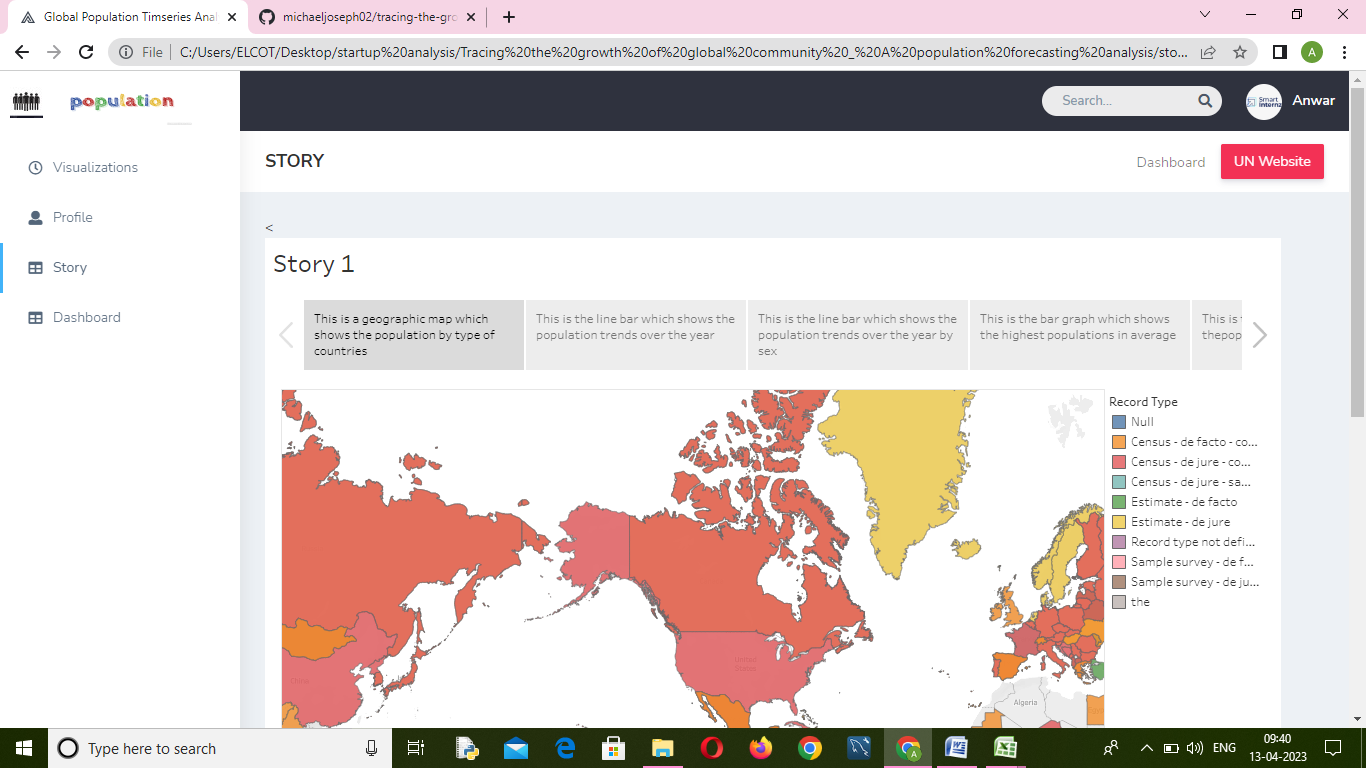 Global Population Timseries Anal
michaeljoseph02/tracing-the-gro
File
C:/Users/ELCOT/Desktop/startup%20analysis/Tracing%20the%20growth%20of%20global%20community%20_%20A%20population%20forecasting%20analysis/sto...
A
population
Search...
Smart
Internz
Anwar
Visualizations
Profile
Story
Dashboard
STORY
Dashboard
UN Website
<
Story 1
This is a geographic map which
shows the population by type of
countries
This is the line bar which shows the
population trends over the year
This is the line bar which shows the
population trends over the year by
sex
This is the bar graph which shows
the highest populations in average
This is
thepop
Record Type
Null
Census - de facto - co...
Census - de jure - co...
Census - de jure - sa...
Estimate - de facto
Estimate - de jure
Record type not defi...
Sample survey - de f...
Sample survey - de ju...
the
United
States
China
Algeria
Type here to search
ENG
09:40
13-04-2023